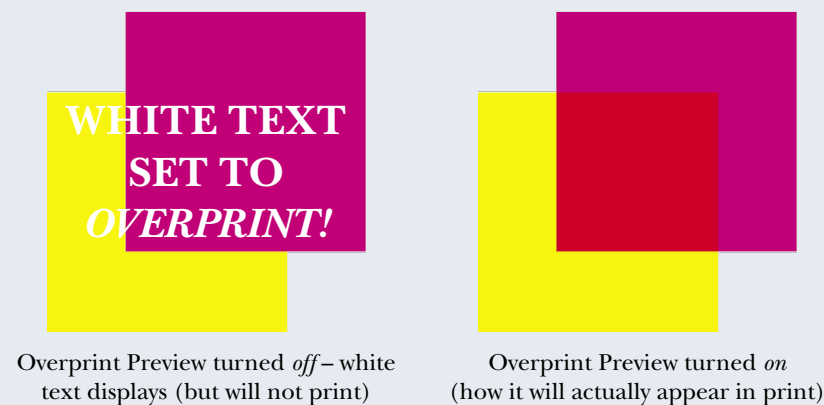 WHITE TEXT
SET TO
OVERPRINT!
Overprint Preview turned off – white
text displays (but will not print)
Overprint Preview turned on
(how it will actually appear in print)